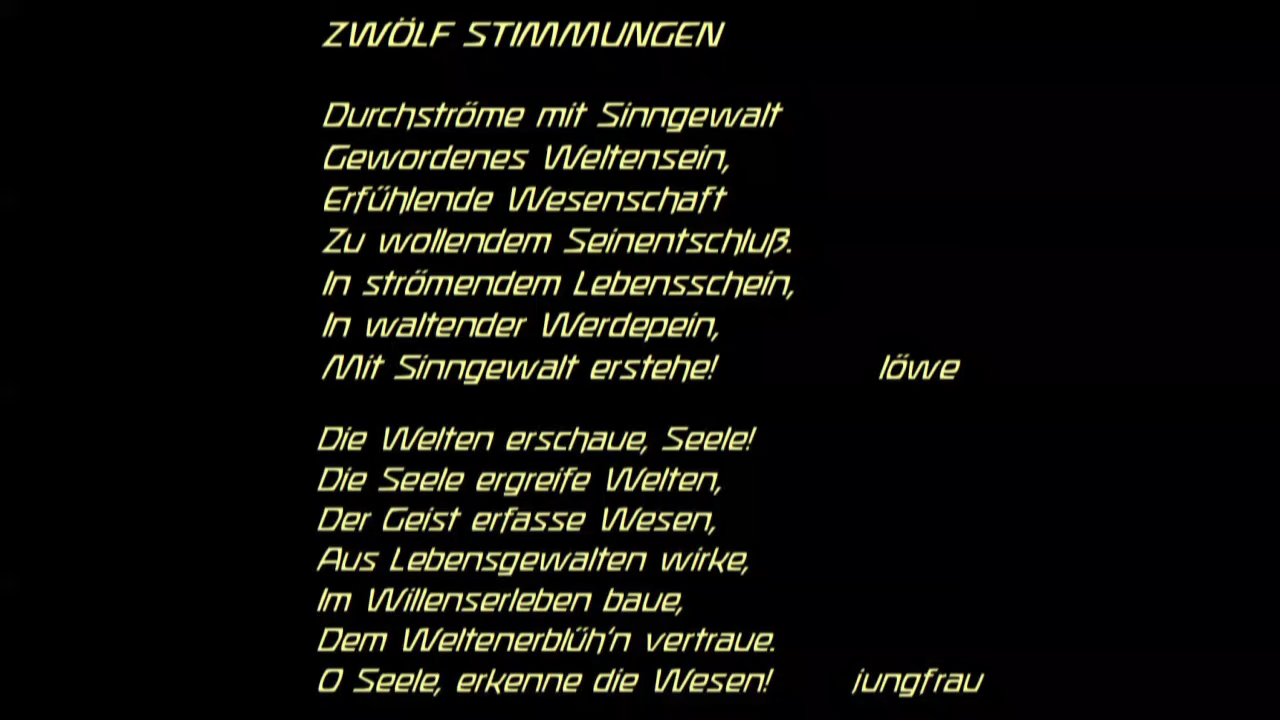 ZWÖLF STIMMUNGEN
Durchströme mit Sinngewalt
Gewordenes Weltensein,
Erfühlende Wesenschaft
Zu wollendem Seinentschluß.
In strömendem Lebensschein,
In waltender Werdepein,
Mit Sinngewalt erstehe! löwe
Die Welten erschaue, Seele!
Die Seele ergreife Welten,
Der Geist erfasse Wesen,
Aus Lebensgewalten wirke,
Im Willenserleben baue,
Dem Weltenerblüh'n vertraue.
O Seele, erkenne die Wesen! jungfrau